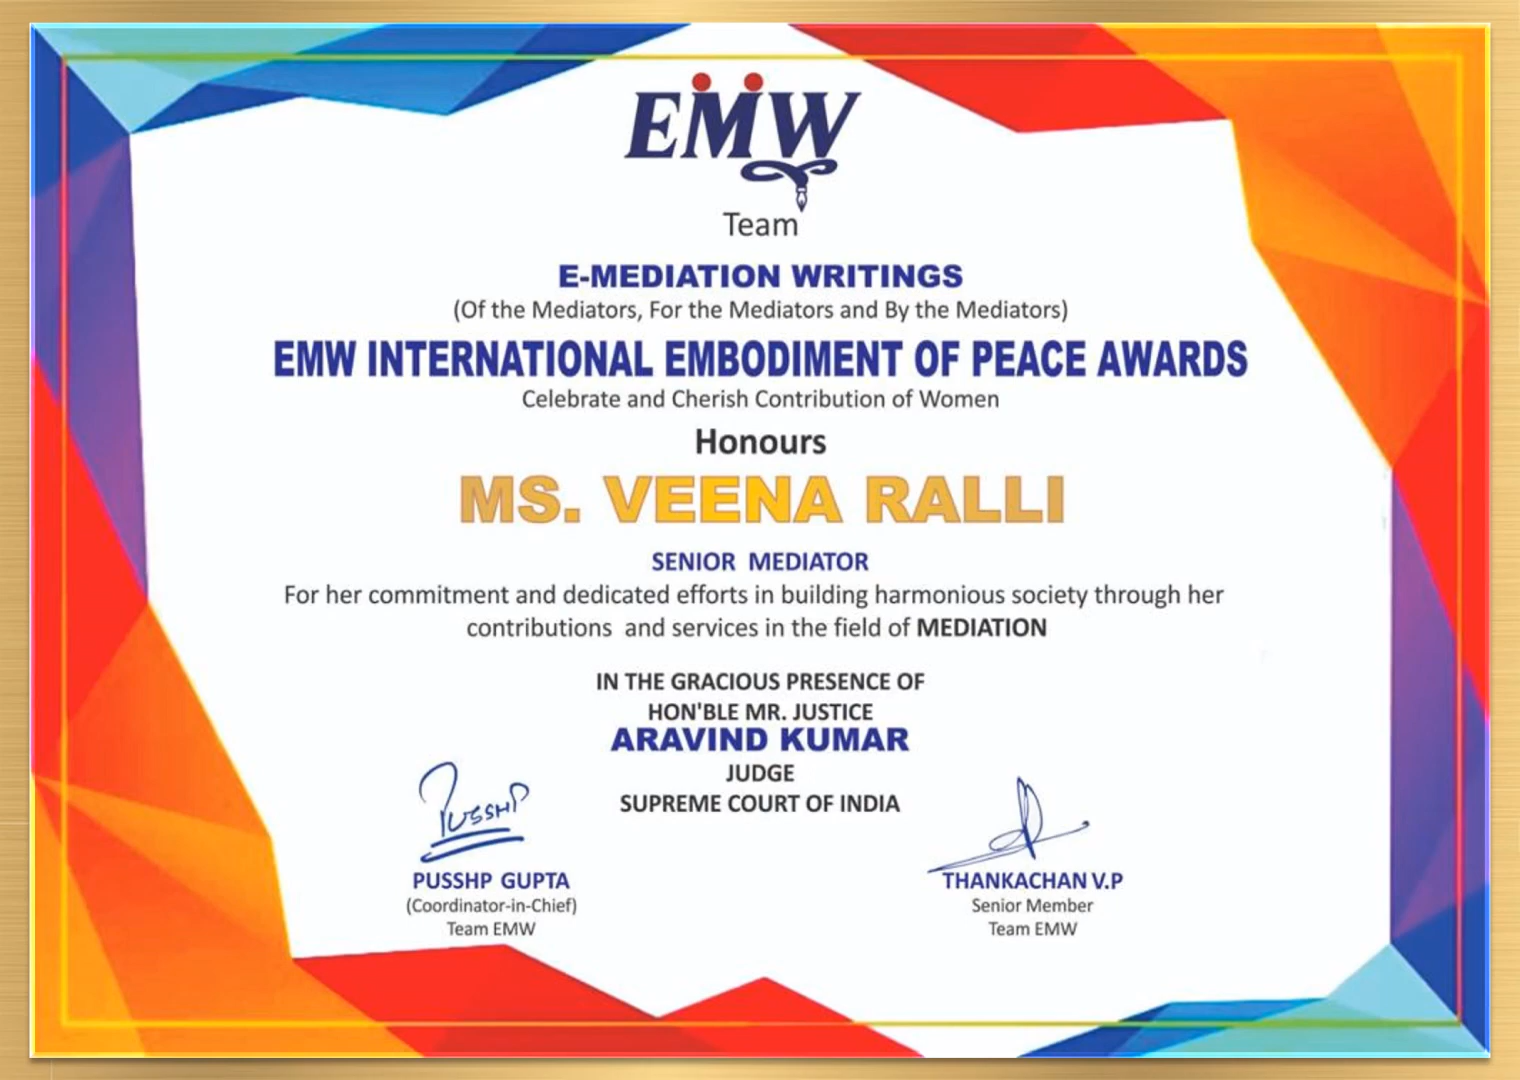 EMW
Team
E-MEDIATION WRITINGS
(Of the Mediators, For the Mediators and By the Mediators)
EMW INTERNATIONAL EMBODIMENT OF PEACE AWARDS
Celebrate and Cherish Contribution of Women
Honours
MS. VEENA RALLI
SENIOR MEDIATOR
For her commitment and dedicated efforts in building harmonious society through her
contributions and services in the field of MEDIATION
IN THE GRACIOUS PRESENCE OF
HON'BLE MR. JUSTICE
ARAVIND KUMAR
JUDGE
SUPREME COURT OF INDIA
Pusshp
PUSSHP GUPTA
(Coordinator-in-Chief)
Team EMW
THANKACHAN V.P
Senior Member
Team EMW